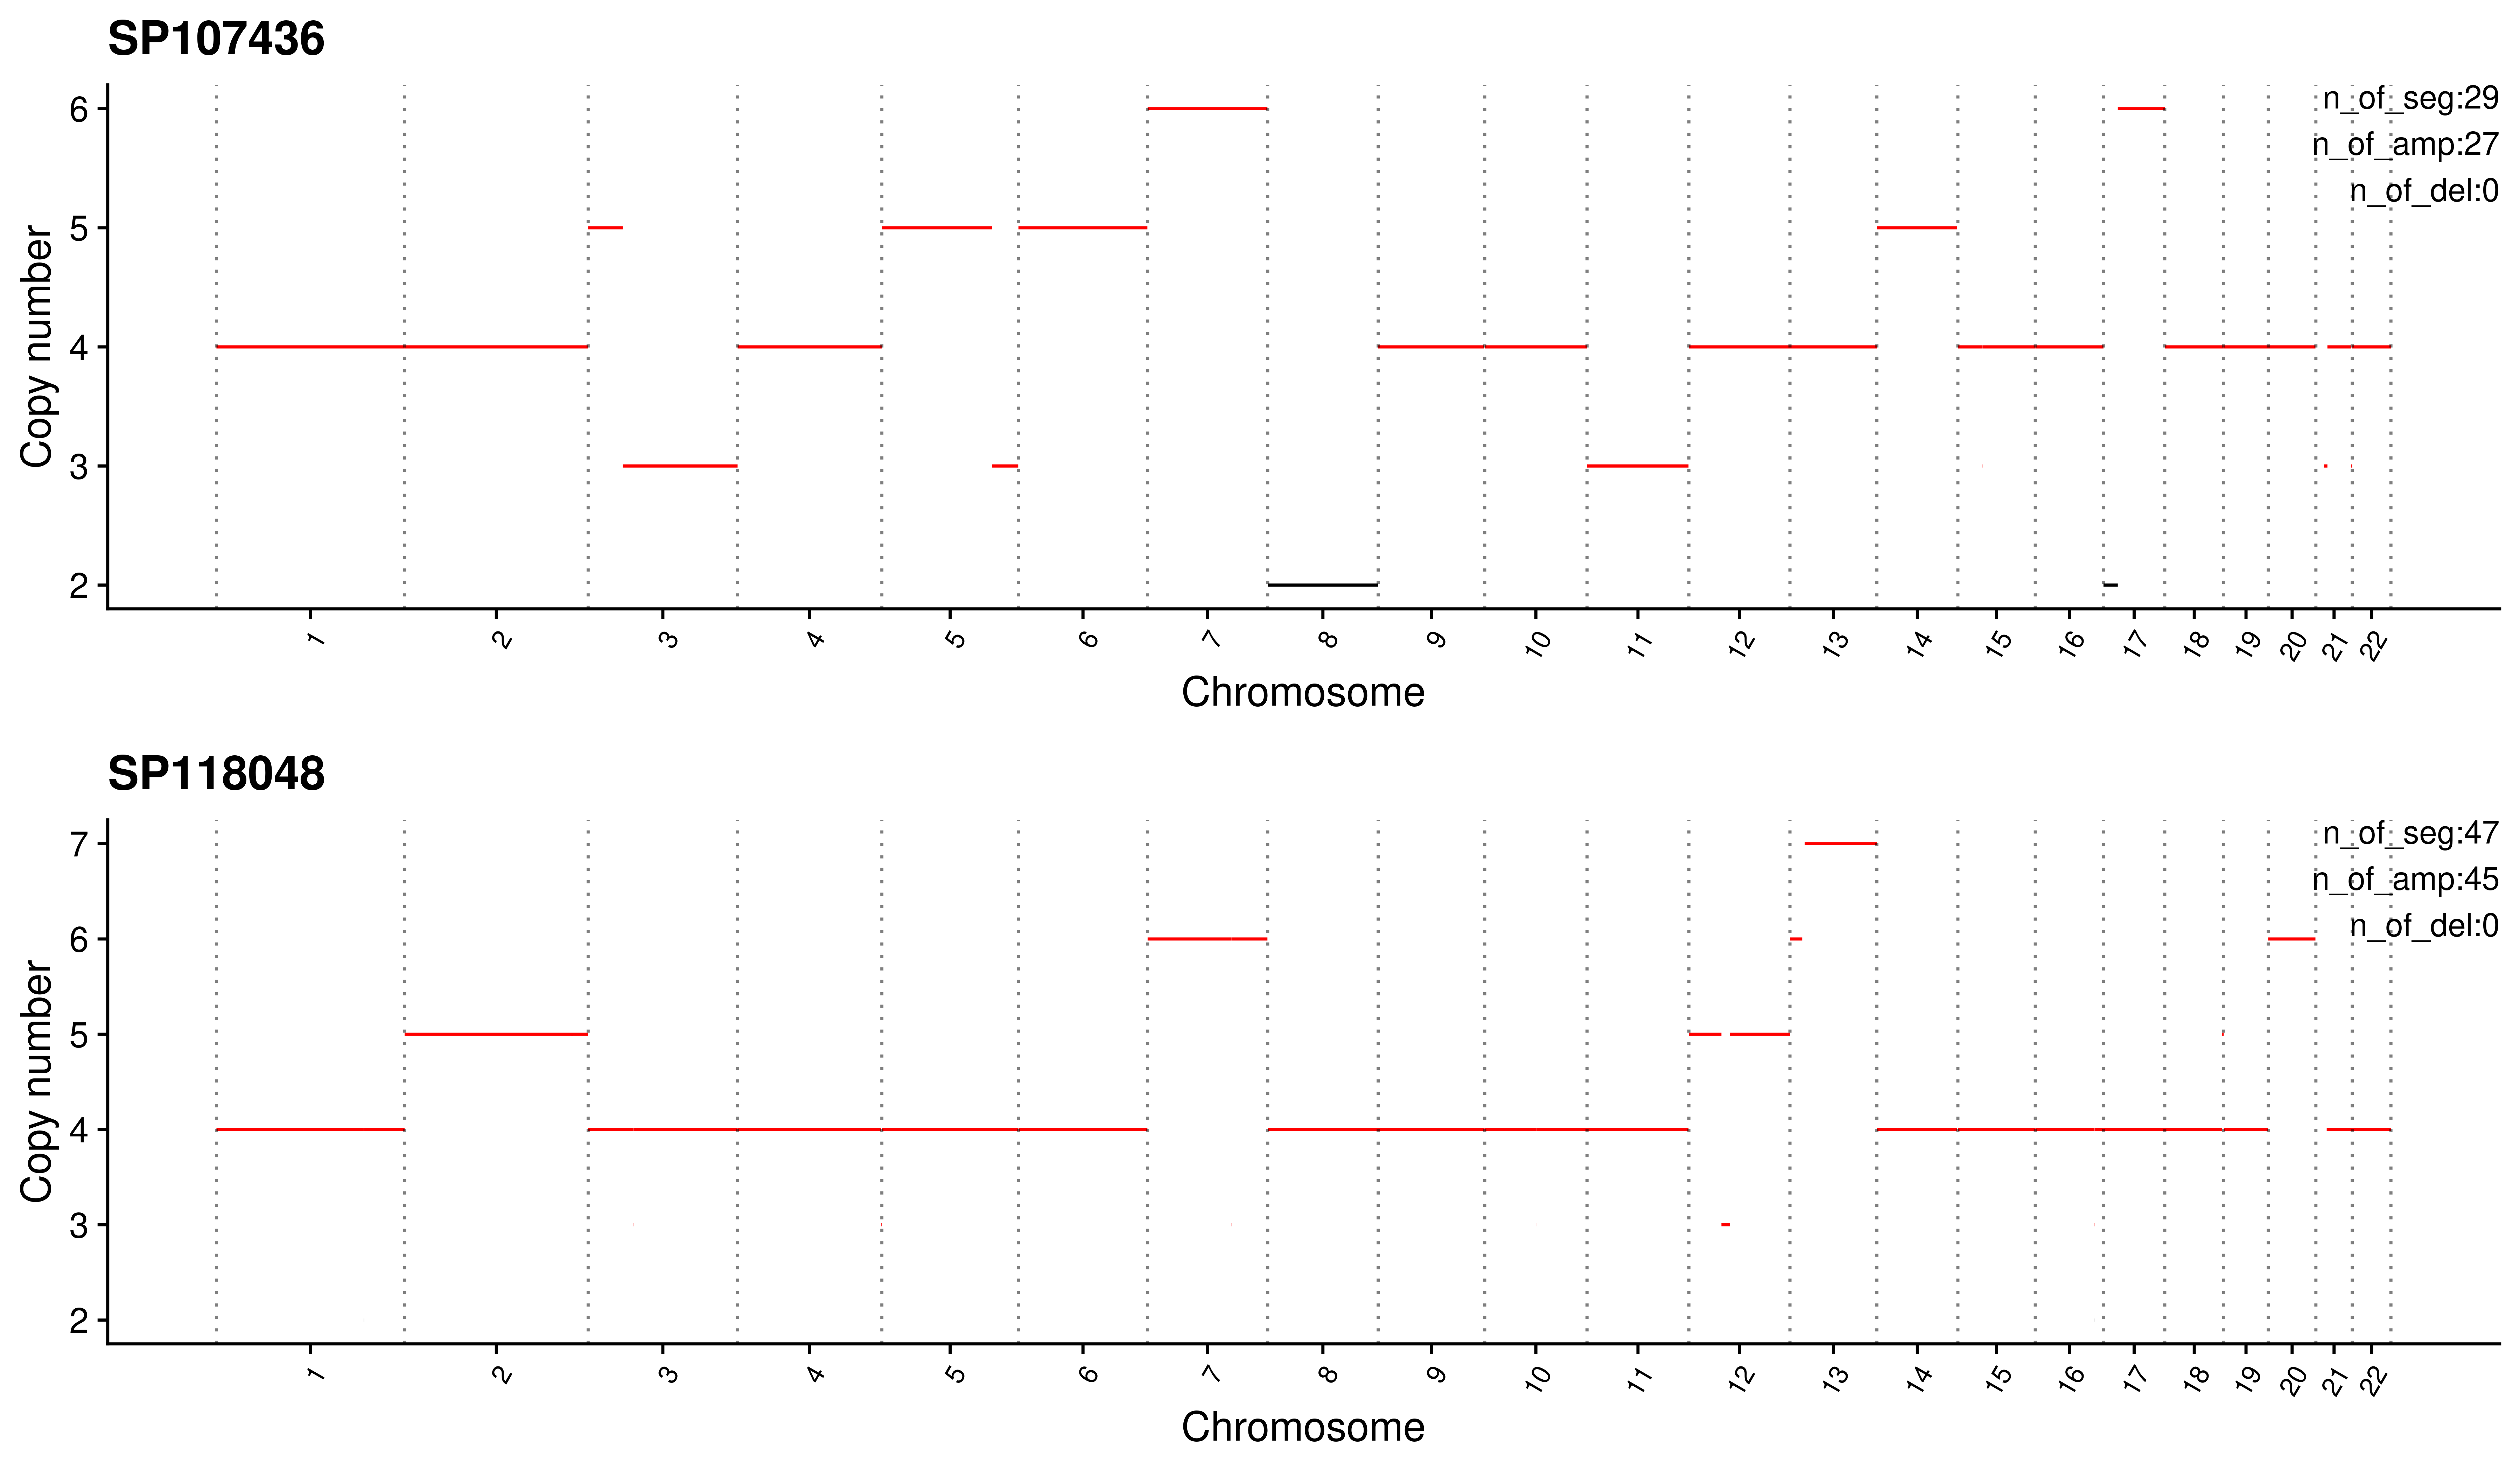 SP107436
n_of_seg:29
n_of_amp:27
n_of_del:0
6
5
4
3
2
Copy number
1 2 3 4 5 6 7 8 9 10 11 12 13 14 15 16 17 18 19 20 21 22
Chromosome
SP118048
n_of_seg:47
n_of_amp:45
n_of_del:0
7
6
5
4
3
2
Copy number
1 2 3 4 5 6 7 8 9 10 11 12 13 14 15 16 17 18 19 20 21 22
Chromosome